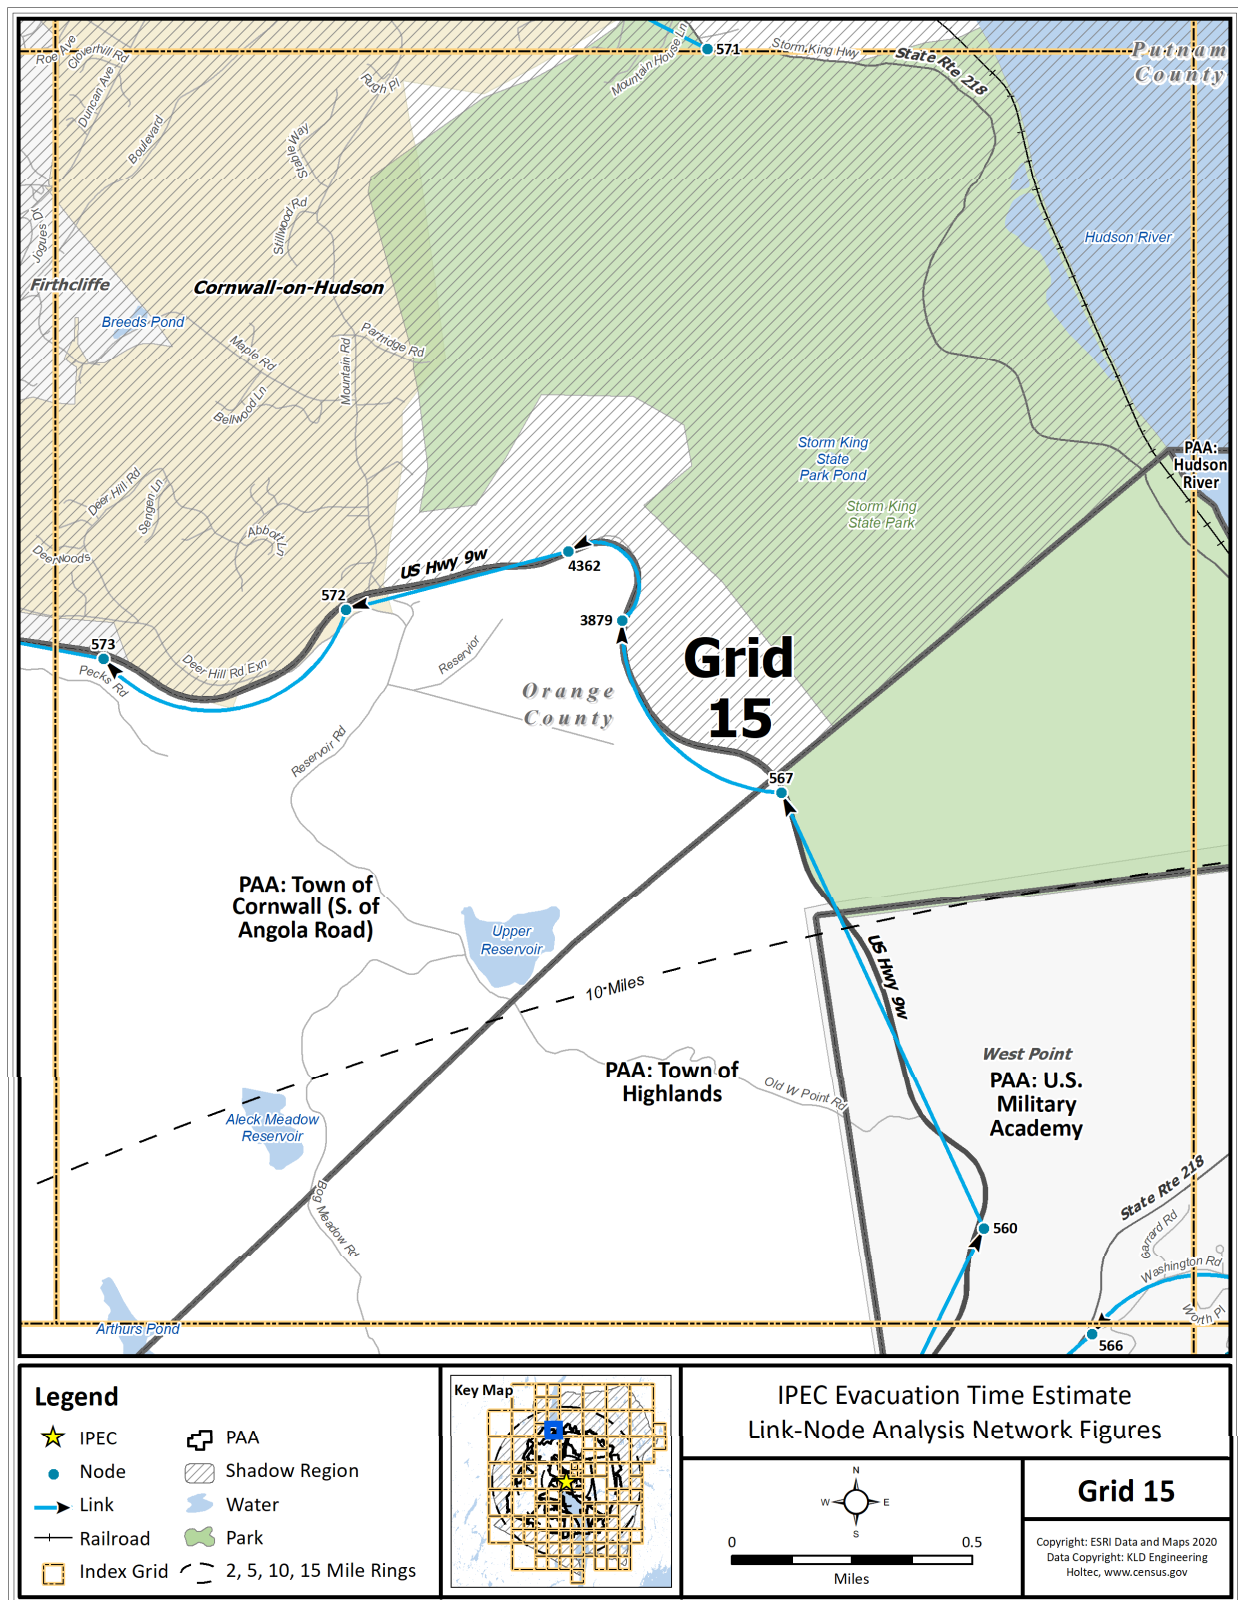 571
Storm King Hwy
State Rte 218
Putnam
County
Roe Ave
Cloverhill Rd
Duncan Ave
Boulevard
Rugh Pl
Mountain House Ln
Stable Way
Stillwood Rd
Jogues Dr
Hudson River
Firthcliffe
Cornwall-on-Hudson
Breeds Pond
Maple Rd
Mountain Rd
Partridge Rd
Bellwood Ln
Storm King
State
Park Pond
PAA:
Hudson
River
Deer Hill Rd
Sengen Ln
Storm King
State Park
Abbott Ln
Deerwoods
US Hwy 9w
4362
572
3879
573
Deer Hill Rd Exn
Pecks Rd
Reservior
Grid
15
Orange
County
Reservoir Rd
567
PAA: Town of
Cornwall (S. of
Angola Road)
Upper
Reservoir
US Hwy 9w
10 Miles
West Point
PAA: Town of
Highlands
PAA: U.S.
Military
Academy
Old W Point Rd
Aleck Meadow
Reservoir
Bog Meadow Rd
State Rte 218
Garrard Rd
560
Washington Rd
Worth Pl
Arthurs Pond
566
Legend
IPEC
Node
Link
Railroad
Index Grid
PAA
Shadow Region
Water
Park
2, 5, 10, 15 Mile Rings
Key Map
IPEC Evacuation Time Estimate
Link-Node Analysis Network Figures
N
W E
S
0 0.5
Miles
Grid 15
Copyright: ESRI Data and Maps 2020
Data Copyright: KLD Engineering
Holtec, www.census.gov